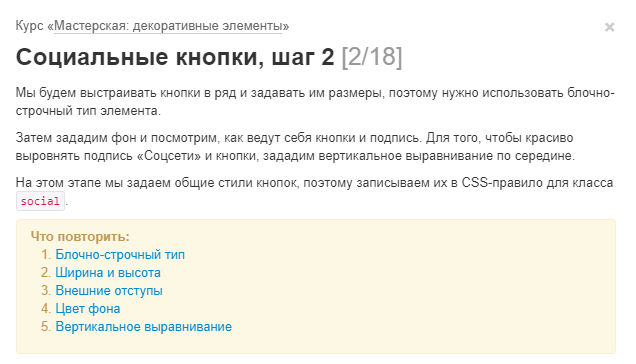 Курс «Мастерская: декоративные элементы»
Социальные кнопки, шаг 2 [2/18]
Мы будем выстраивать кнопки в ряд и задавать им размеры, поэтому нужно использовать блочно-
строчный тип элемента.
Затем зададим фон и посмотрим, как ведут себя кнопки и подпись. Для того, чтобы красиво
выровнять подпись «Соцсети» и кнопки, зададим вертикальное выравнивание по середине.
На этом этапе мы задаем общие стили кнопок, поэтому записываем их в CSS-правило для класса
social.
Что повторить:
1. Блочно-строчный тип
2. Ширина и высота
3. Внешние отступы
4. Цвет фона
5. Вертикальное выравнивание